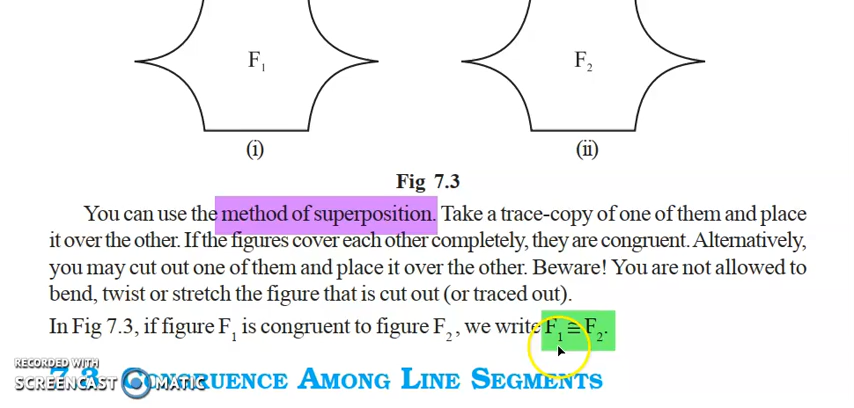 F₁ F₂
(i) (ii)
Fig 7.3
You can use the method of superposition. Take a trace-copy of one of them and place
it over the other. If the figures cover each other completely, they are congruent. Alternatively,
you may cut out one of them and place it over the other. Beware! You are not allowed to
bend, twist or stretch the figure that is cut out (or traced out).
In Fig 7.3, if figure F₁ is congruent to figure F₂, we write F₁ ≅ F₂.
RECORDED WITH
SCREENCAST-O-MATIC
7.3 CONGRUENCE AMONG LINE SEGMENTS